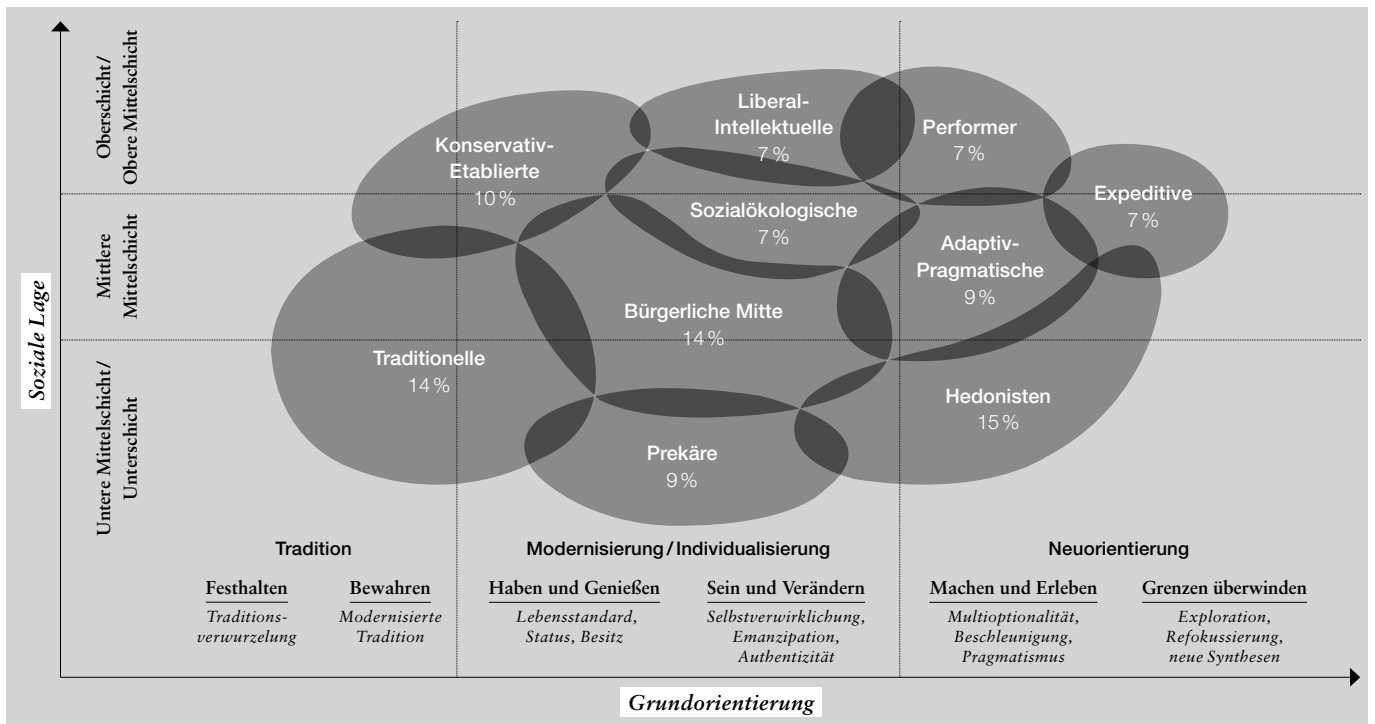 Soziale Lage
Oberschicht/
Obere Mittelschicht
Mittlere
Mittelschicht
Untere Mittelschicht/
Unterschicht
Konservativ-
Etablierte
10 %
Liberal-
Intellektuelle
7 %
Performer
7 %
Expeditive
7 %
Sozialökologische
7 %
Adaptiv-
Pragmatische
9 %
Bürgerliche Mitte
14 %
Traditionelle
14 %
Hedonisten
15 %
Prekäre
9 %
Tradition
Modernisierung/Individualisierung
Neuorientierung
Festhalten
Traditions-
verwurzelung
Bewahren
Modernisierte
Tradition
Haben und Genießen
Lebensstandard,
Status, Besitz
Sein und Verändern
Selbstverwirklichung,
Emanzipation,
Authentizität
Machen und Erleben
Multioptionalität,
Beschleunigung,
Pragmatismus
Grenzen überwinden
Exploration,
Refokussierung,
neue Synthesen
Grundorientierung